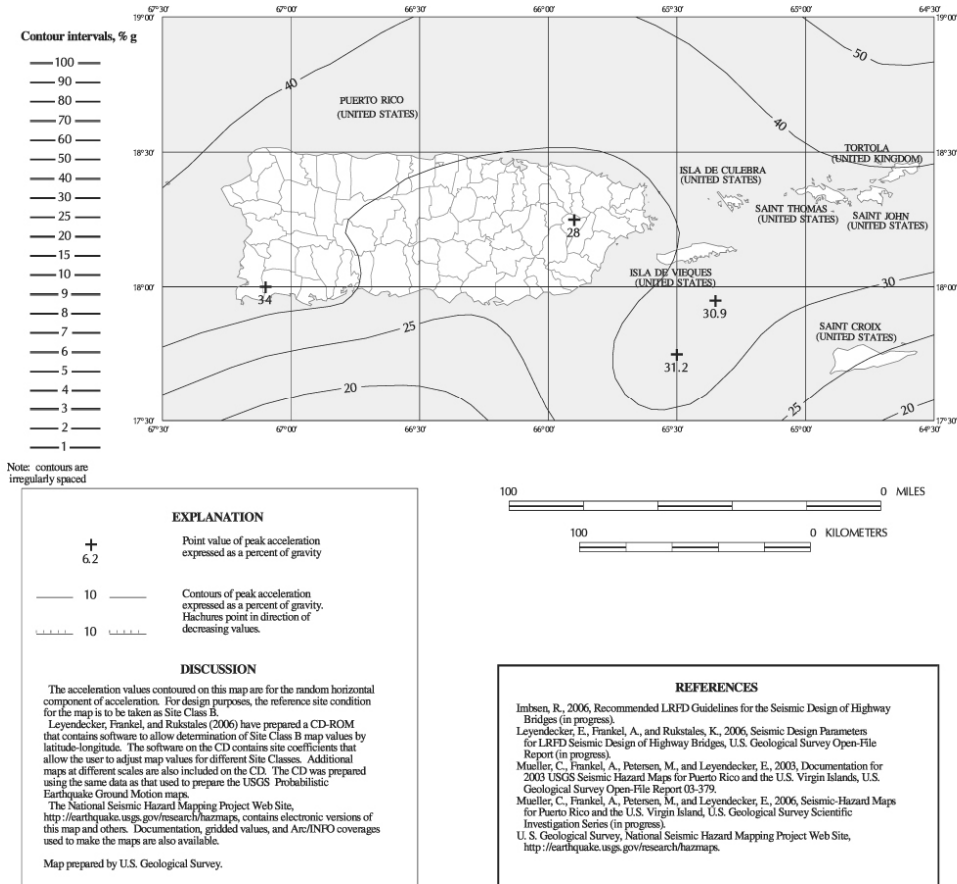 67°30'
67°00'
66°30'
66°00'
65°30'
65°00'
64°30'
19°00'
19°00'
Contour intervals, % g
100
90
80
70
60
50
40
30
25
20
15
10
9
8
7
6
5
4
3
2
1
Note: contours are
irregularly spaced
50
40
PUERTO RICO
(UNITED STATES)
40
18°30'
18°30'
TORTOLA
(UNITED KINGDOM)
ISLA DE CULEBRA
(UNITED STATES)
SAINT THOMAS
(UNITED STATES)
SAINT JOHN
(UNITED STATES)
28
ISLA DE VIEQUES
(UNITED STATES)
18°00'
18°00'
34
30
30.9
25
SAINT CROIX
(UNITED STATES)
31.2
20
25
20
17°30'
17°30'
67°30'
67°00'
66°30'
66°00'
65°30'
65°00'
64°30'
100 0 MILES
100 0 KILOMETERS
EXPLANATION
6.2
Point value of peak acceleration
expressed as a percent of gravity
10
Contours of peak acceleration
expressed as a percent of gravity.
Hachures point in direction of
decreasing values.
10
DISCUSSION
The acceleration values contoured on this map are for the random horizontal
component of acceleration. For design purposes, the reference site condition
for the map is to be taken as Site Class B.
Leyendecker, Frankel, and Rukstales (2006) have prepared a CD-ROM
that contains software to allow determination of Site Class B map values by
latitude-longitude. The software on the CD contains site coefficients that
allow the user to adjust map values for different Site Classes. Additional
maps at different scales are also included on the CD. The CD was prepared
using the same data as that used to prepare the USGS Probabilistic
Earthquake Ground Motion maps.
The National Seismic Hazard Mapping Project Web Site,
http://earthquake.usgs.gov/research/hazmaps, contains electronic versions of
this map and others. Documentation, gridded values, and Arc/INFO coverages
used to make the maps are also available.
Map prepared by U.S. Geological Survey.
REFERENCES
Imbsen, R., 2006, Recommended LRFD Guidelines for the Seismic Design of Highway
Bridges (in progress).
Leyendecker, E., Frankel, A., and Rukstales, K., 2006, Seismic Design Parameters
for LRFD Seismic Design of Highway Bridges, U.S. Geological Survey Open-File
Report (in progress).
Mueller, C., Frankel, A., Petersen, M., and Leyendecker, E., 2003, Documentation for
2003 USGS Seismic Hazard Maps for Puerto Rico and the U.S. Virgin Islands, U.S.
Geological Survey Open-File Report 03-379.
Mueller, C., Frankel, A., Petersen, M., and Leyendecker, E., 2006, Seismic-Hazard Maps
for Puerto Rico and the U.S. Virgin Island, U.S. Geological Survey Scientific
Investigation Series (in progress).
U. S. Geological Survey, National Seismic Hazard Mapping Project Web Site,
http://earthquake.usgs.gov/research/hazmaps.